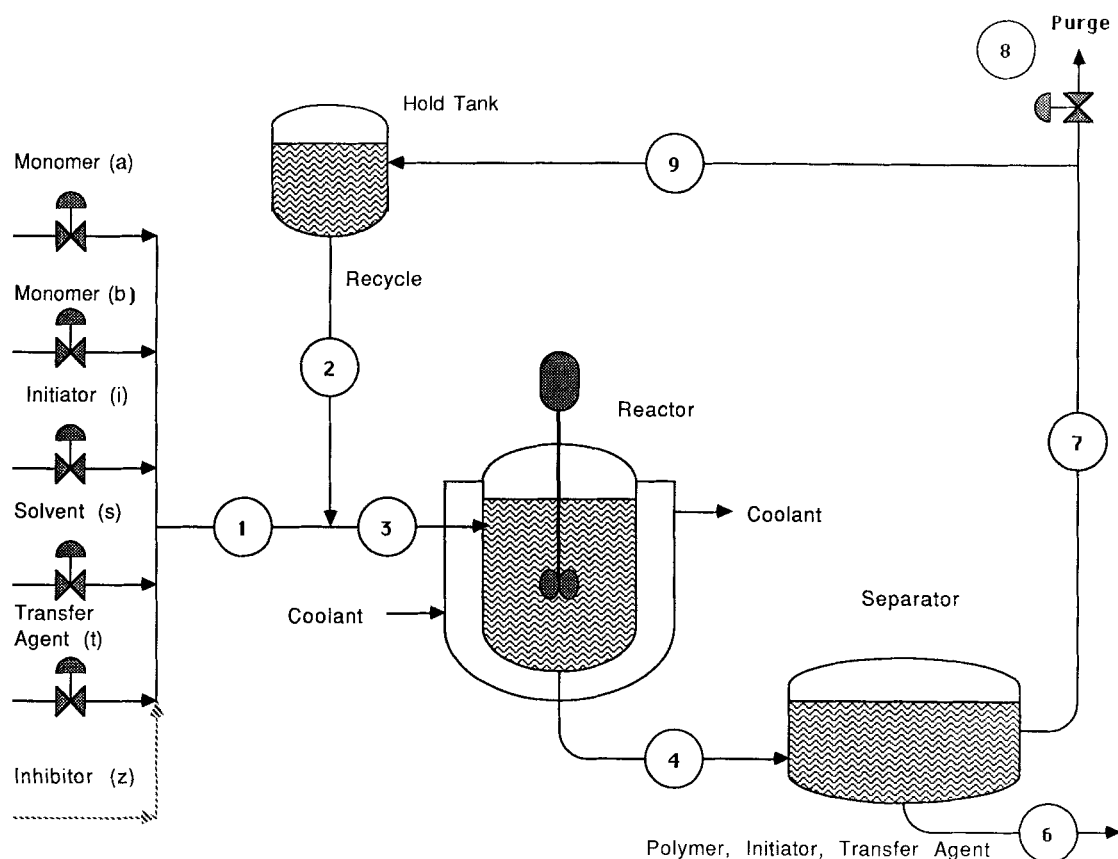 Purge
8
Hold Tank
Monomer (a)
9
Recycle
Monomer (b)
2
Initiator (i)
Reactor
7
Solvent (s)
1
3
Coolant
Transfer
Agent (t)
Coolant
Separator
Inhibitor (z)
4
6
Polymer, Initiator, Transfer Agent